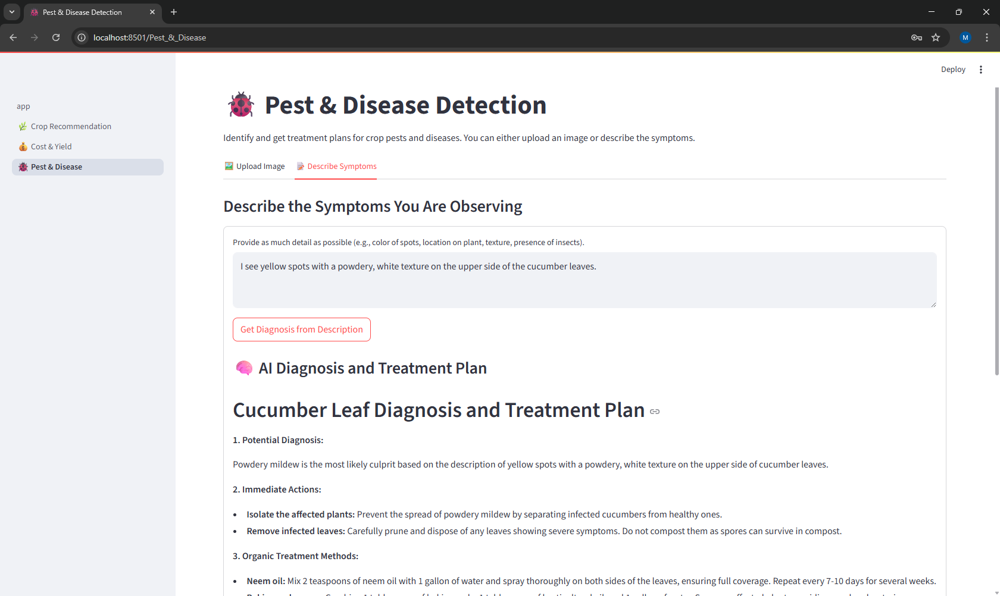 Pest & Disease Detection
localhost:8501/Pest_&_Disease
M
Deploy
app
Crop Recommendation
Cost & Yield
Pest & Disease
Pest & Disease Detection
Identify and get treatment plans for crop pests and diseases. You can either upload an image or describe the symptoms.
Upload Image Describe Symptoms
Describe the Symptoms You Are Observing
Provide as much detail as possible (e.g., color of spots, location on plant, texture, presence of insects).
I see yellow spots with a powdery, white texture on the upper side of the cucumber leaves.
Get Diagnosis from Description
AI Diagnosis and Treatment Plan
Cucumber Leaf Diagnosis and Treatment Plan
1. Potential Diagnosis:
Powdery mildew is the most likely culprit based on the description of yellow spots with a powdery, white texture on the upper side of cucumber leaves.
2. Immediate Actions:
• Isolate the affected plants: Prevent the spread of powdery mildew by separating infected cucumbers from healthy ones.
• Remove infected leaves: Carefully prune and dispose of any leaves showing severe symptoms. Do not compost them as spores can survive in compost.
3. Organic Treatment Methods:
• Neem oil: Mix 2 teaspoons of neem oil with 1 gallon of water and spray thoroughly on both sides of the leaves, ensuring full coverage. Repeat every 7-10 days for several weeks.